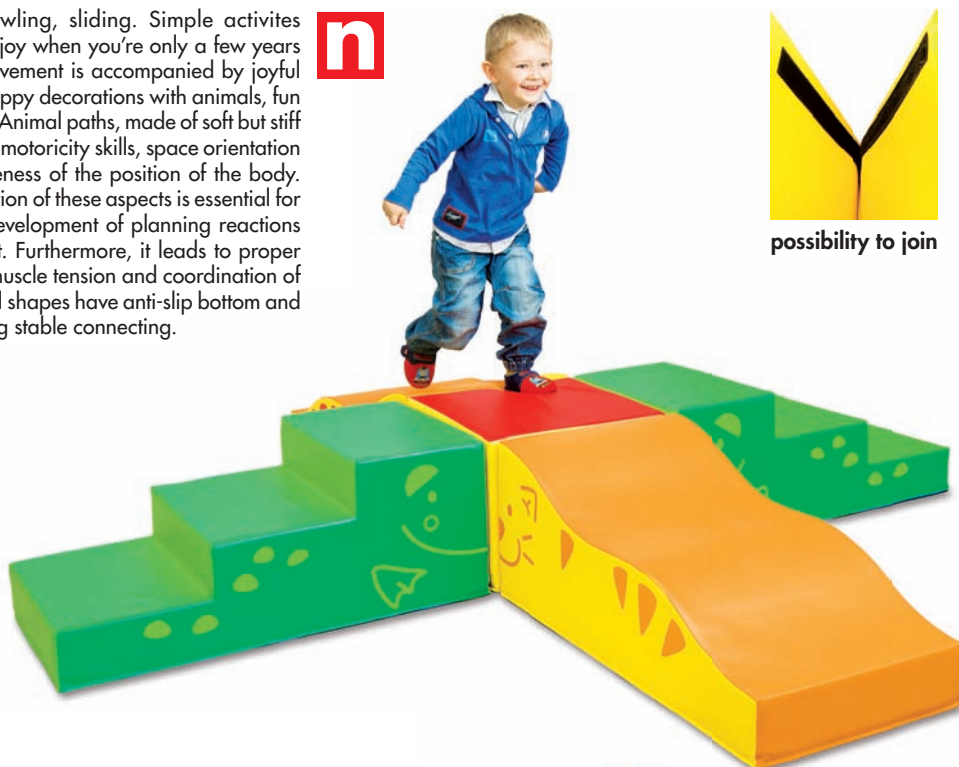 wling, sliding. Simple activites
joy when you're only a few years
vement is accompanied by joyful
ppy decorations with animals, fun
Animal paths, made of soft but stiff
motoricity skills, space orientation
eness of the position of the body.
tion of these aspects is essential for
evelopment of planning reactions
t. Furthermore, it leads to proper
nuscle tension and coordination of
l shapes have anti-slip bottom and
g stable connecting.
n
possibility to join